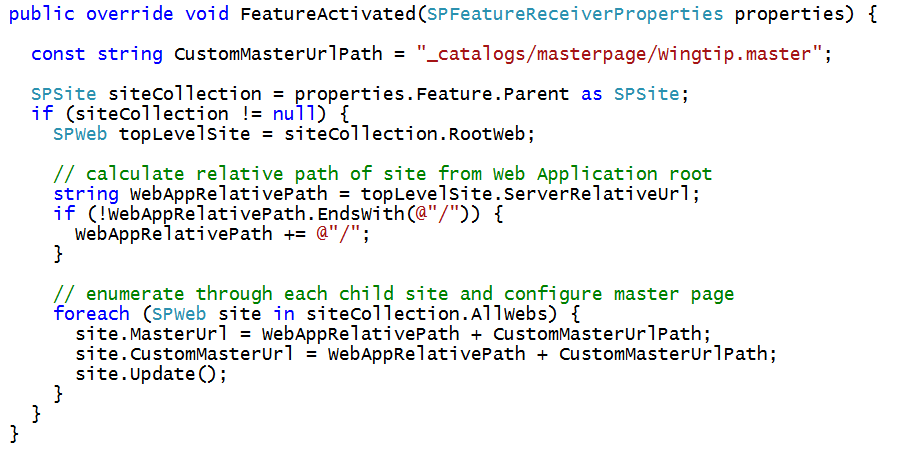 public override void FeatureActivated(SPFeatureReceiverProperties properties) {
const string CustomMasterUrlPath = "_catalogs/masterpage/Wingtip.master";
SPSite siteCollection = properties.Feature.Parent as SPSite;
if (siteCollection != null) {
SPWeb topLevelSite = siteCollection.RootWeb;
// calculate relative path of site from Web Application root
string WebAppRelativePath = topLevelSite.ServerRelativeUrl;
if (!WebAppRelativePath.EndsWith(@"/")) {
WebAppRelativePath += @"/";
}
// enumerate through each child site and configure master page
foreach (SPWeb site in siteCollection.AllWebs) {
site.MasterUrl = WebAppRelativePath + CustomMasterUrlPath;
site.CustomMasterUrl = WebAppRelativePath + CustomMasterUrlPath;
site.Update();
}
}
}